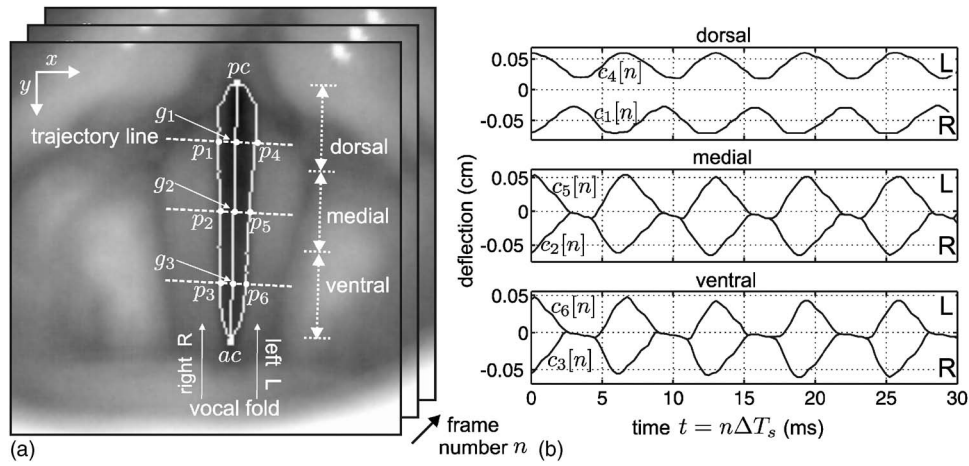 x
y
pc
g₁
trajectory line
p₁
p₄
dorsal
g₂
p₂
p₅
medial
g₃
p₃
p₆
ventral
ac
right R
left L
vocal fold
(a)
frame
number n
dorsal
0.05
0
-0.05
c₄[n]
c₁[n]
L
R
medial
0.05
0
-0.05
c₅[n]
c₂[n]
L
R
deflection (cm)
ventral
0.05
0
-0.05
c₆[n]
c₃[n]
L
R
0 5 10 15 20 25 30
(b)
time t = nΔTₛ (ms)